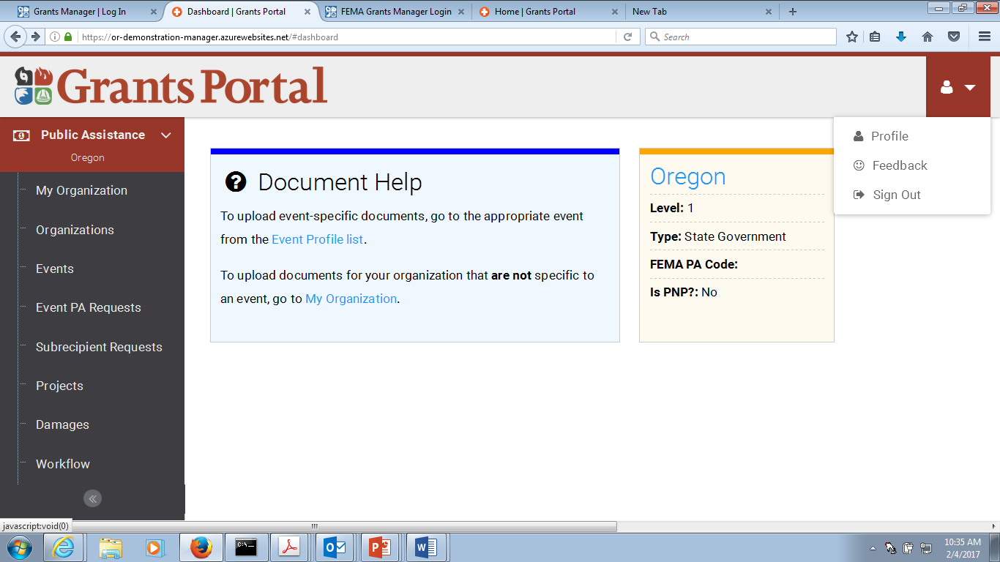 Grants Manager | Log In
Dashboard | Grants Portal
FEMA Grants Manager Login
Home | Grants Portal
New Tab
https://or-demonstration-manager.azurewebsites.net/#dashboard
Search
Grants Portal
Public Assistance
Oregon
My Organization
Organizations
Events
Event PA Requests
Subrecipient Requests
Projects
Damages
Workflow
Document Help
To upload event-specific documents, go to the appropriate event
from the Event Profile list.
To upload documents for your organization that are not specific to
an event, go to My Organization.
Oregon
Level: 1
Type: State Government
FEMA PA Code:
Is PNP?: No
Profile
Feedback
Sign Out
javascript:void(0)
10:35 AM
2/4/2017